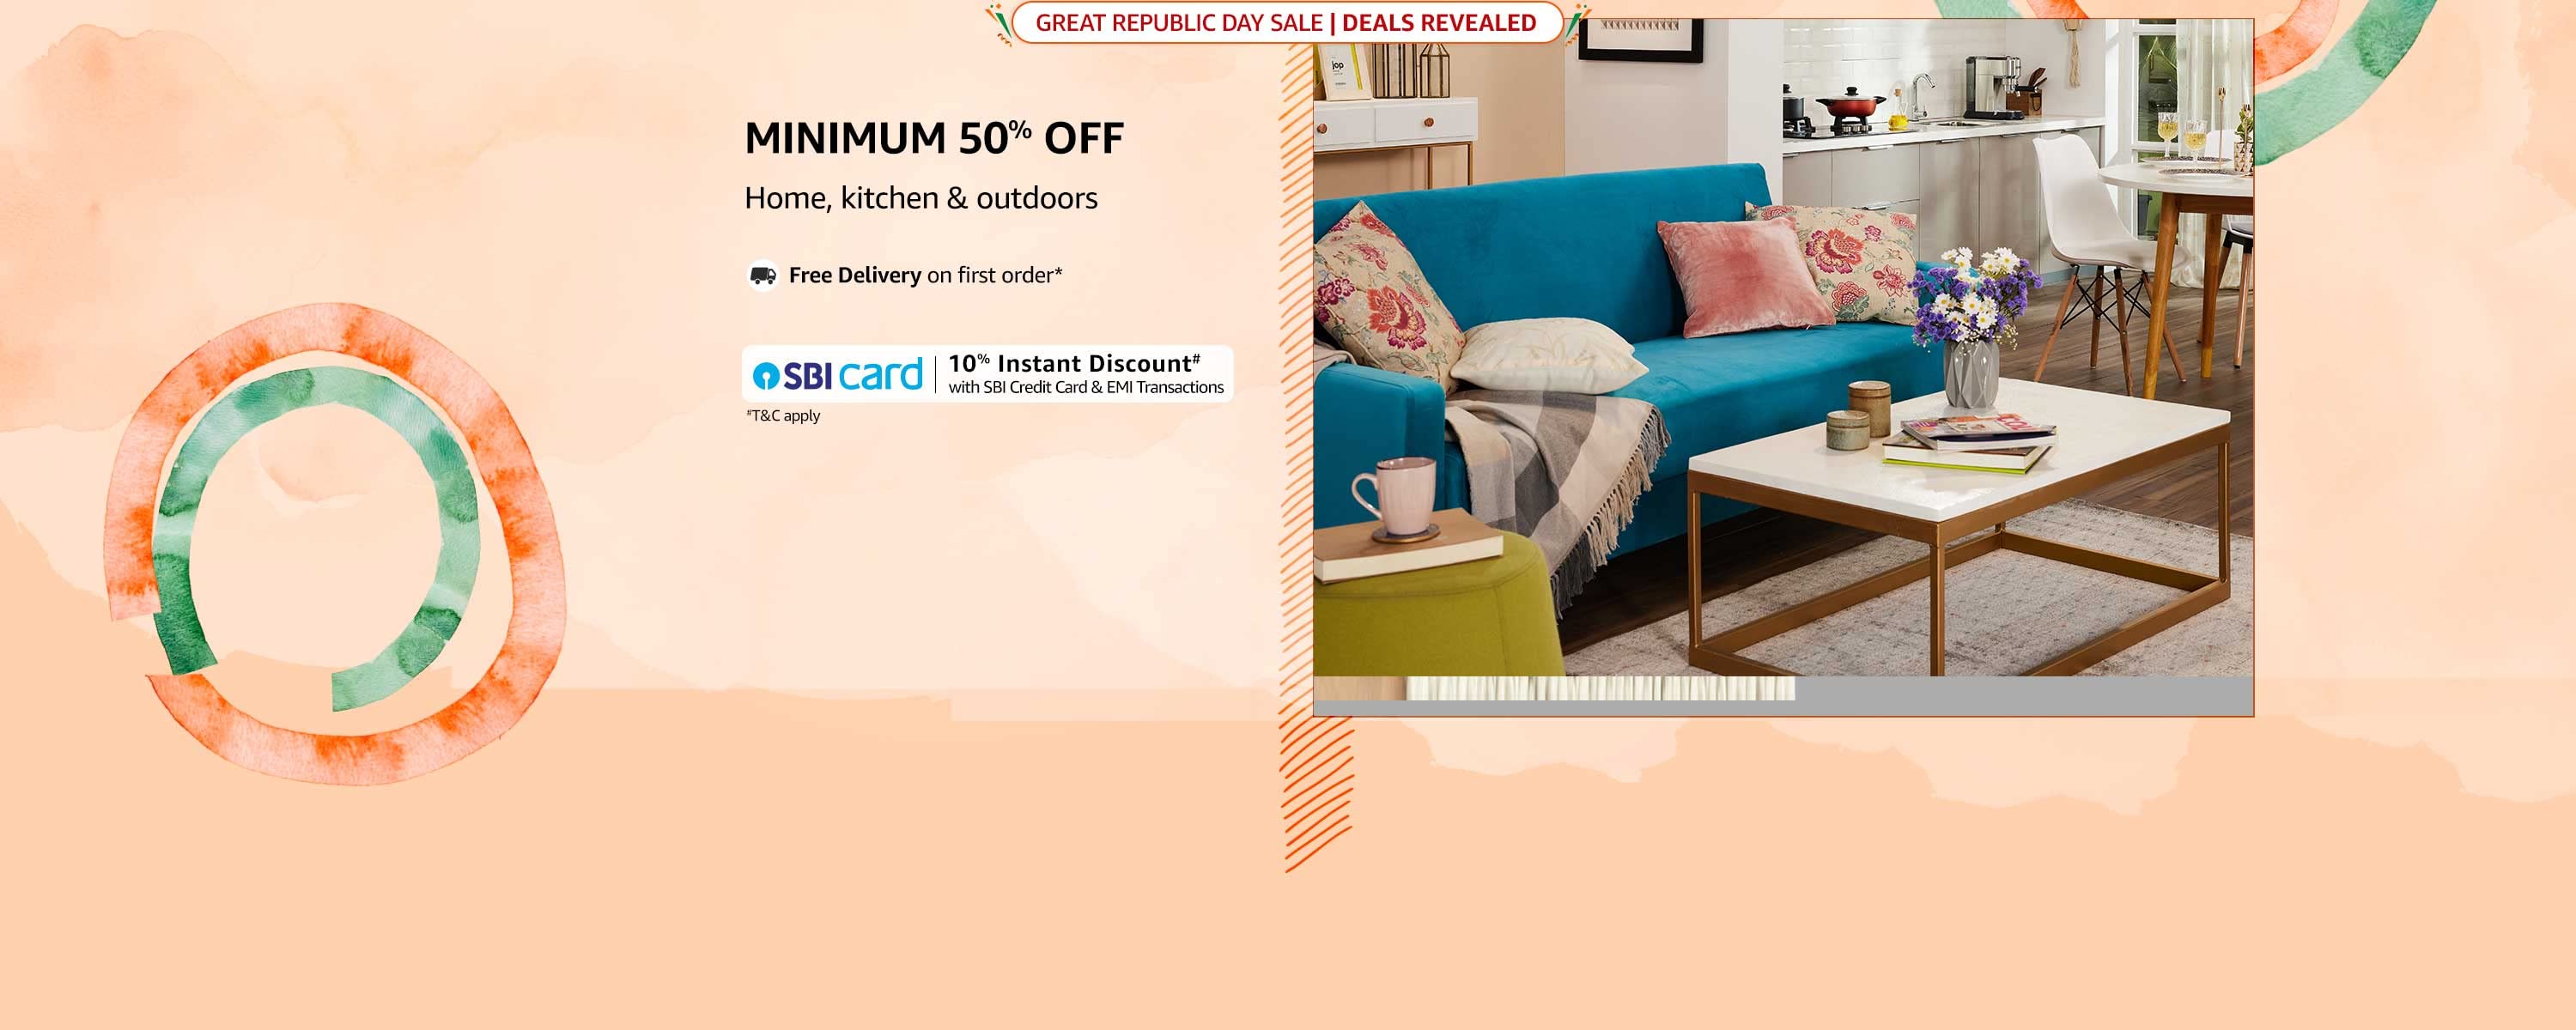 GREAT REPUBLIC DAY SALE | DEALS REVEALED
MINIMUM 50% OFF
Home, kitchen & outdoors
Free Delivery on first order*
SBI card
10% Instant Discount#
with SBI Credit Card & EMI Transactions
#T&C apply
jop